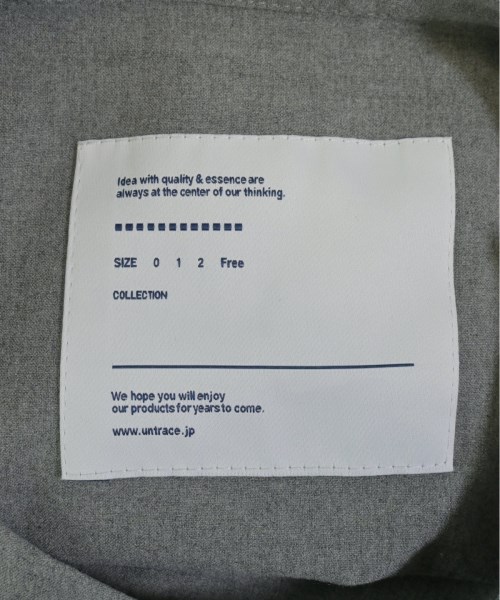 Idea with quality & essence are
always at the center of our thinking.
SIZE 0 1 2 Free
COLLECTION
We hope you will enjoy
our products for years to come.
www.untrace.jp